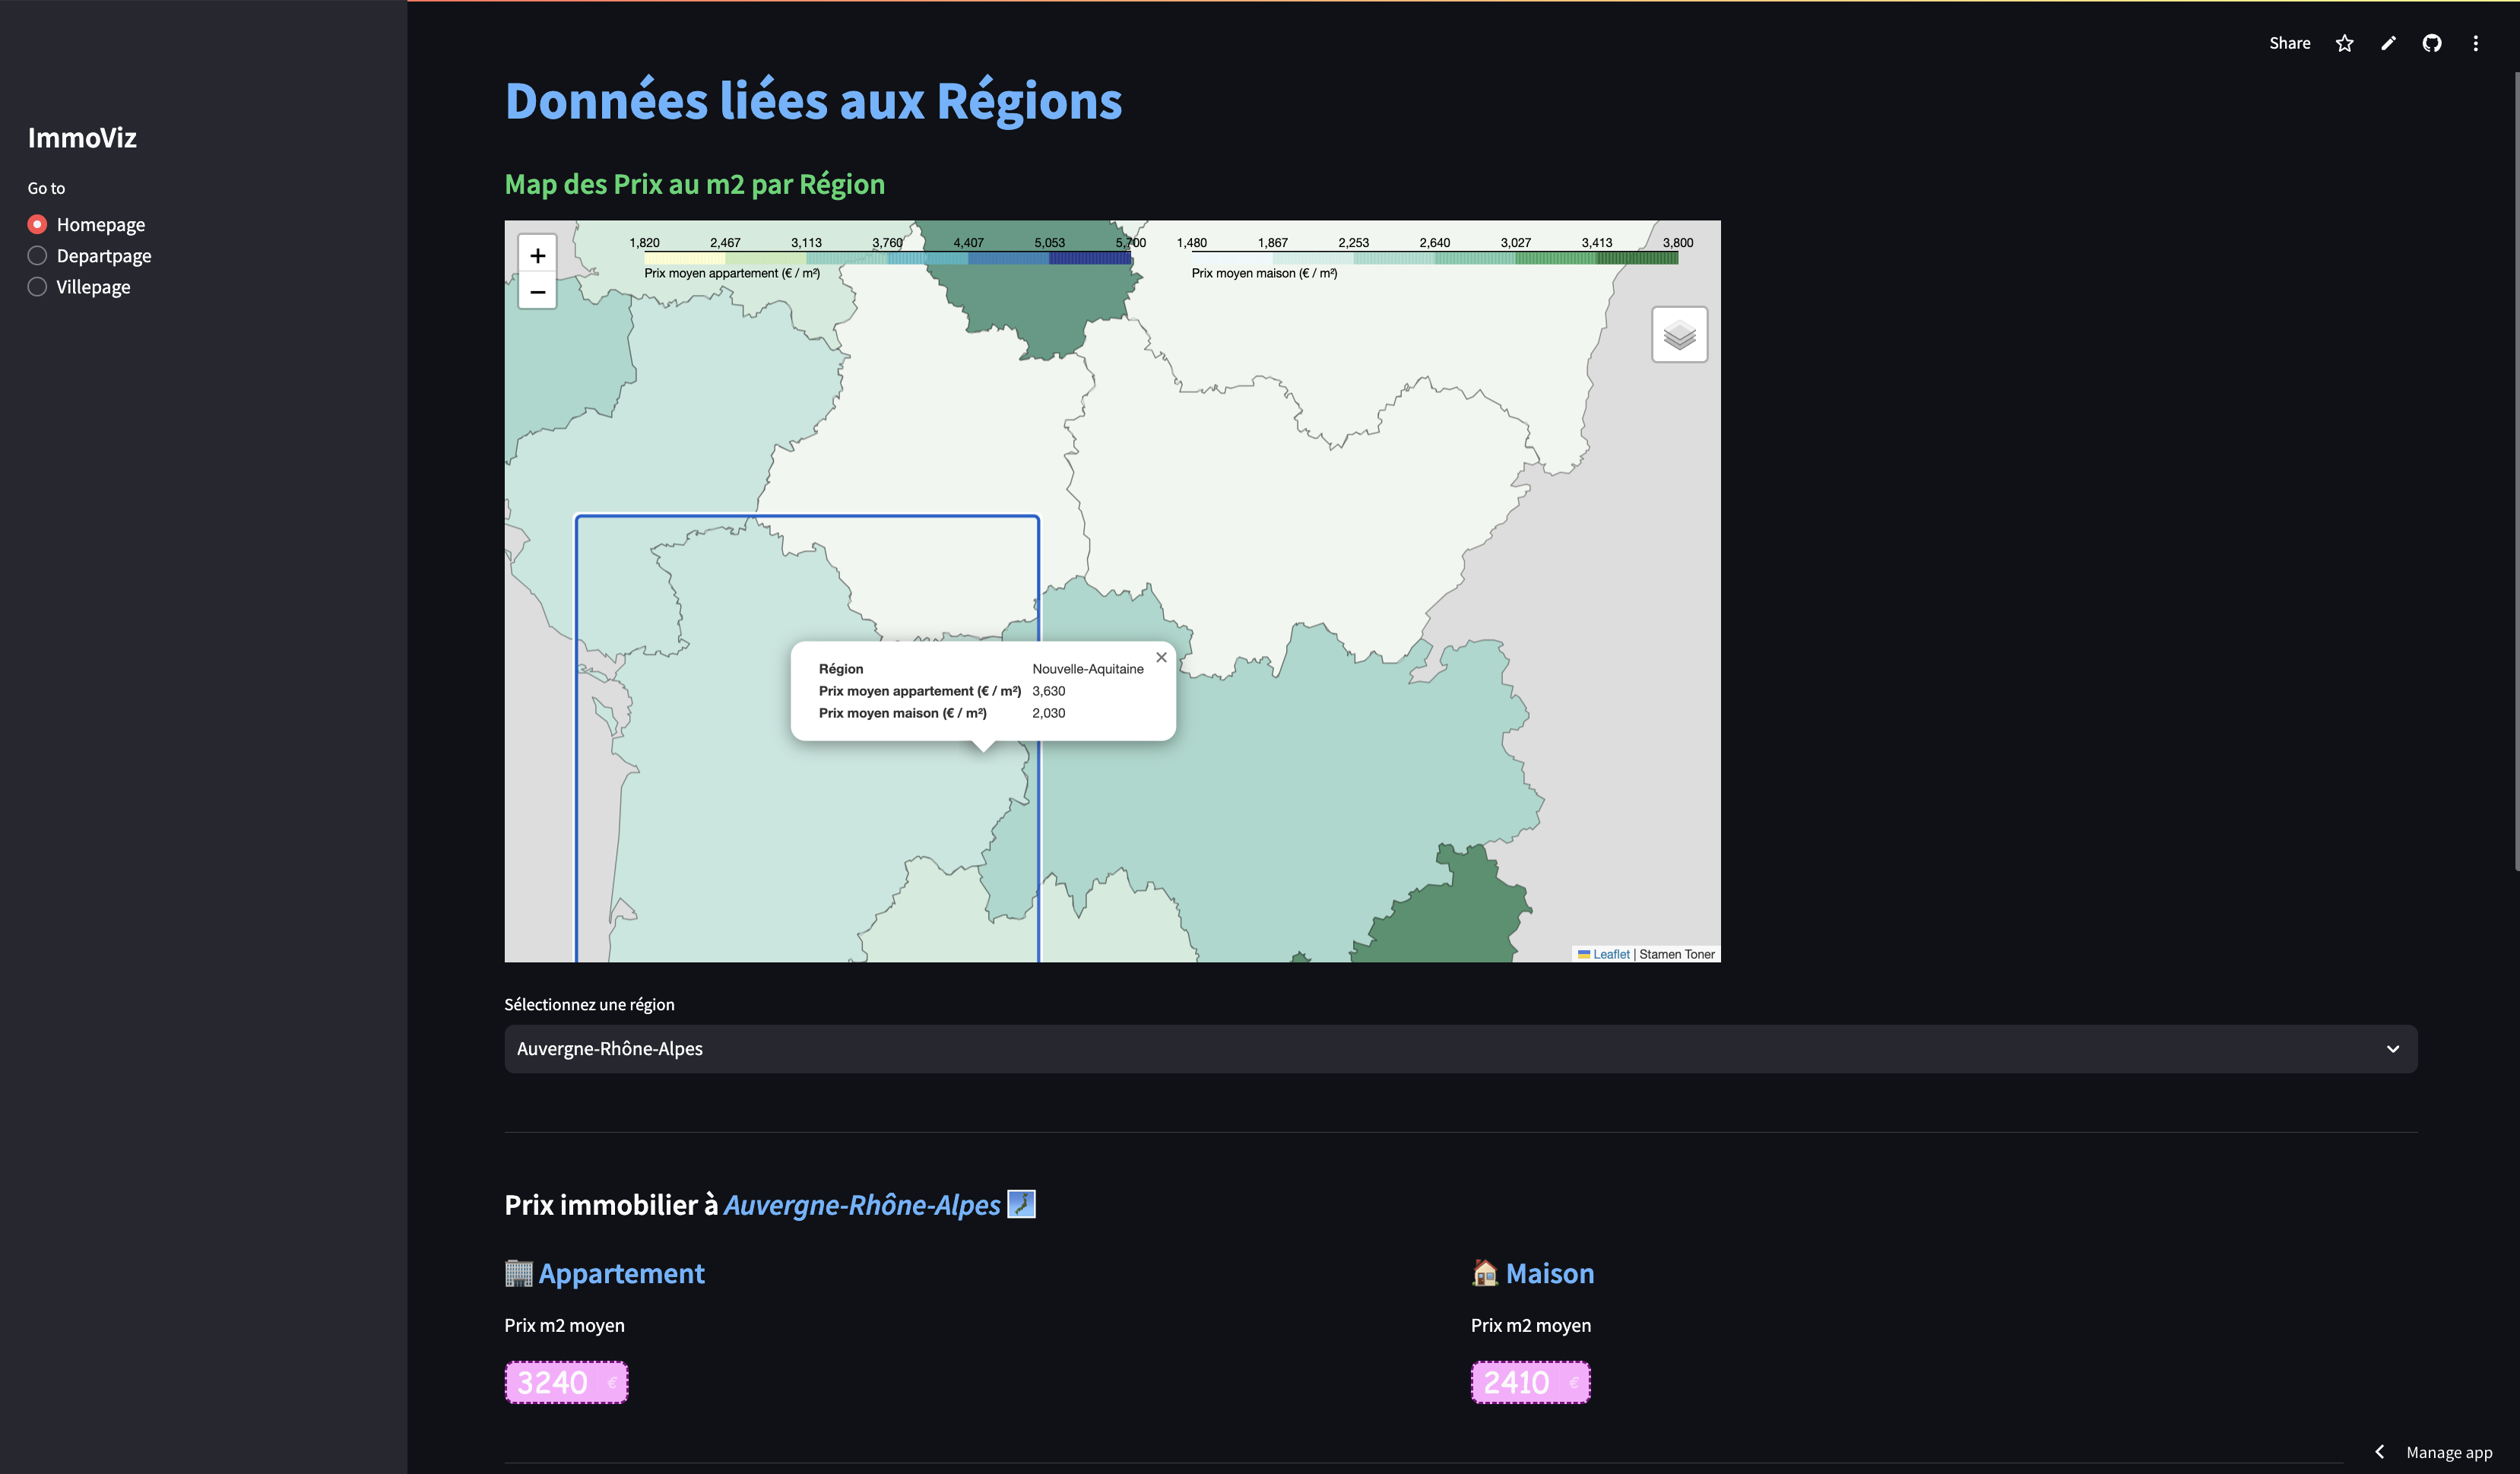 Share
ImmoViz
Go to
Homepage
Departpage
Villepage
Données liées aux Régions
Map des Prix au m2 par Région
+
−
1,820 2,467 3,113 3,760 4,407 5,053 5,700
Prix moyen appartement (€ / m²)
1,480 1,867 2,253 2,640 3,027 3,413 3,800
Prix moyen maison (€ / m²)
Région Nouvelle-Aquitaine
Prix moyen appartement (€ / m²) 3,630
Prix moyen maison (€ / m²) 2,030
Leaflet | Stamen Toner
Sélectionnez une région
Auvergne-Rhône-Alpes
Prix immobilier à Auvergne-Rhône-Alpes 🗾
🏢 Appartement
Prix m2 moyen
3240 €
🏠 Maison
Prix m2 moyen
2410 €
Manage app